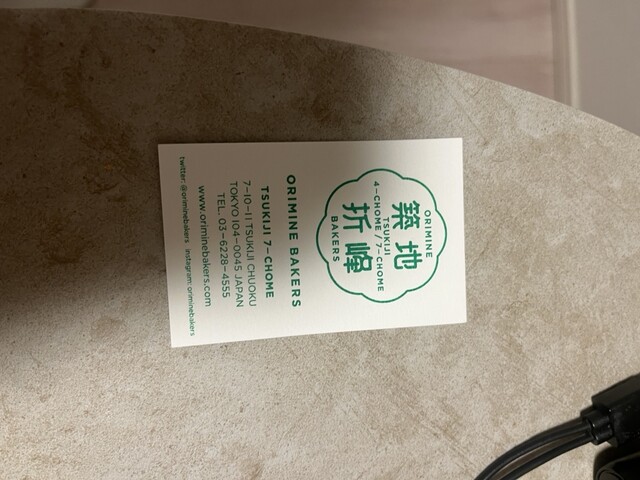 ORIMINE
築地
TSUKIJI
4-CHOME / 7-CHOME
折峰
BAKERS
ORIMINE BAKERS
TSUKIJI 7-CHOME
7-10-11 TSUKIJI CHUOKU
TOKYO 104-0045 JAPAN
TEL. 03-6228-4555
www.oriminebakers.com
twitter: @oriminebakers instagram: oriminebakers